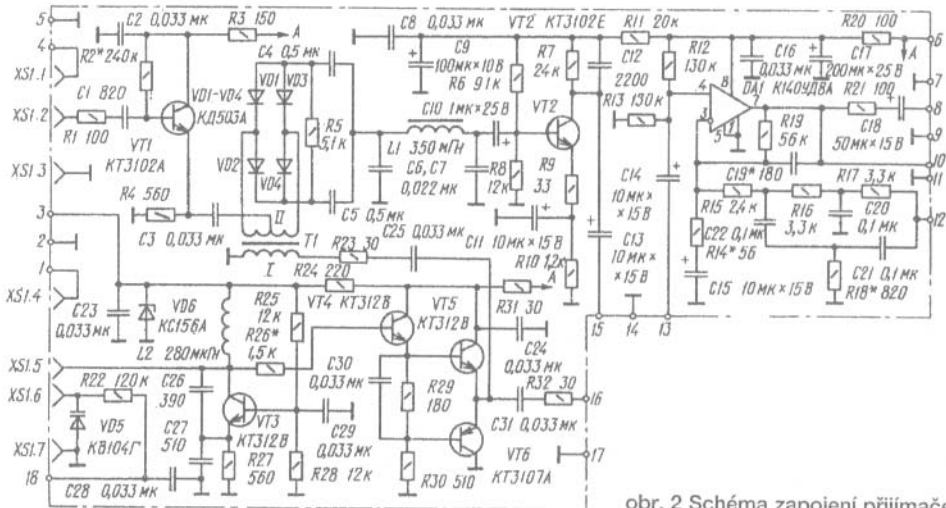 5
C2 0,033 мк
R3 150
A
4
R2* 240к
C4 0,5 мк
XS1.1
VD1 VD3
C1 820
VD1-VD4
КД503А
XS1.2
R1 100
VT1
КТ3102А
R5
5,1 к
VD2
VD4
XS1.3
R4 560
II
C5 0,5 мк
3
C3 0,033 мк
T1
R23 30
C25 0,033 мк
2
I
R24 220
1
XS1.4
C23
0,033 мк
VD6
КС156А
L2 280мкГн
R25
12 к
R26*
1,5 к
VT4 КТ312В
VT5
КТ312В
R31 30
A
XS1.5
XS1.6
R22 120 к
C26
390
C30
0,033 мк
R29
180
C24
0,033 мк
R32 30
16
C31 0,033 мк
VD5
КВ104Г
C27
510
VT3
КТ312В
C29
0,033 мк
XS1.7
R27
560
R28 12к
R30 510
VT6
КТ3107А
17
18
C28 0,033 мк
C8 0,033 мк
C9
100мк×10В
R6 91 к
VT2 КТ3102Е
R7
24 к
R11 20к
C12
2200
R13 130 к
R12
130 к
C10 1мк×25В
VT2
L1 350мГн
C6, C7
0,022 мк
R8
12 к
R9
33
C14
10 мк×
×15 В
C11 10 мк×15В
R10 1,2к
C13
10 мк×
×15В
15
14
13
R20 100
6
C16
0,033 мк
C17
200мк×25В
A
7
DA1 К140УД8А
R21 100
8
4
8
3
7
5
1
R19
56 к
C18
50мк×15В
9
10
C19* 180
R17 3,3к
11
R15 2,4к
R16
3,3 к
C20
0,1 мк
12
C22 0,1мк
R14* 56
C15 10мк×15В
C21 0,1мк
R18* 820
obr. 2 Schéma zapojení přijímače